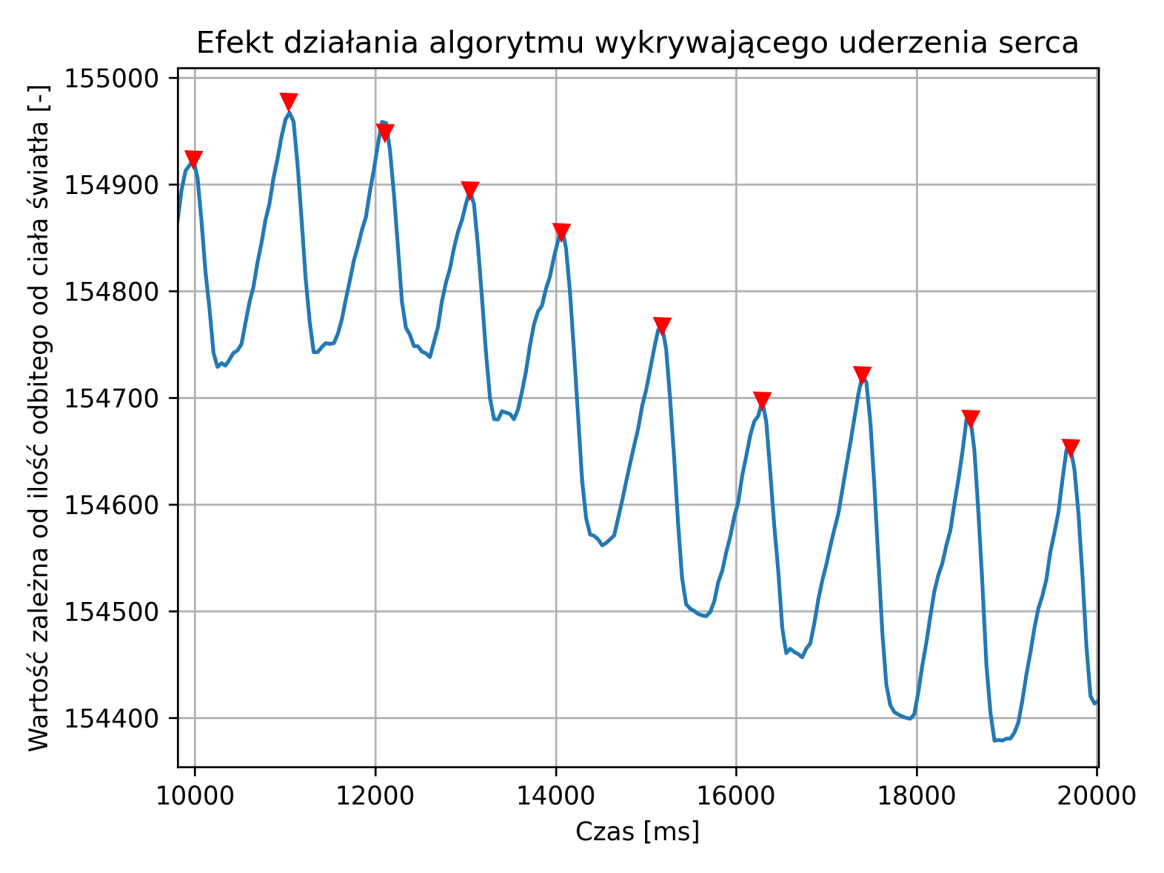 Efekt działania algorytmu wykrywającego uderzenia serca
Wartość zależna od ilość odbitego od ciała światła [-]
155000
154900
154800
154700
154600
154500
154400
10000 12000 14000 16000 18000 20000
Czas [ms]